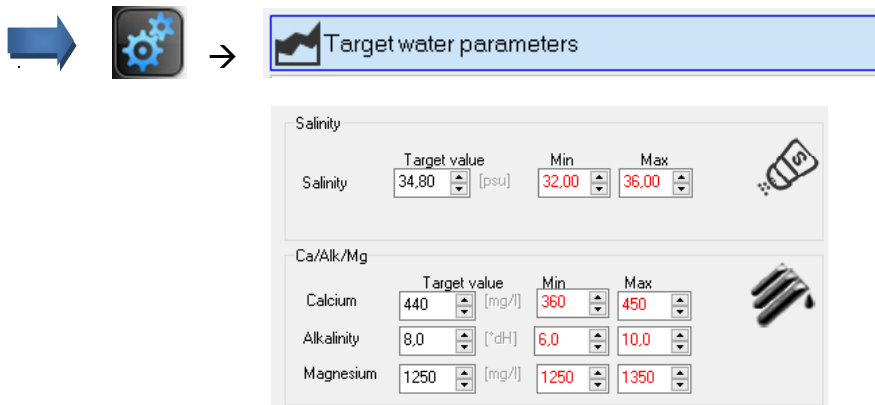 → Target water parameters
Salinity
Target value Min Max
Salinity 34,80 [psu] 32,00 36,00
S
Ca/Alk/Mg
Target value Min Max
Calcium 440 [mg/l] 360 450
Alkalinity 8,0 [°dH] 6,0 10,0
Magnesium 1250 [mg/l] 1250 1350